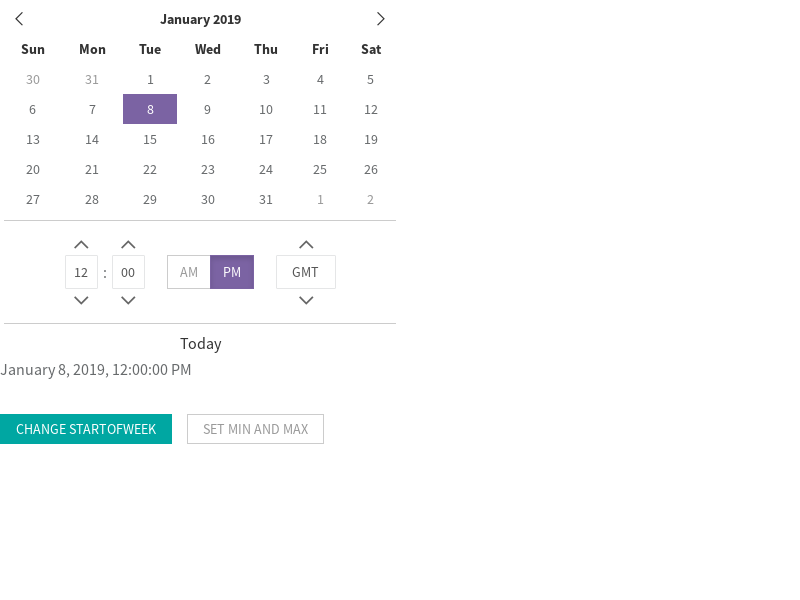 January 2019
Sun Mon Tue Wed Thu Fri Sat
30 31 1 2 3 4 5
6 7 8 9 10 11 12
13 14 15 16 17 18 19
20 21 22 23 24 25 26
27 28 29 30 31 1 2
12 : 00 AM PM GMT
Today
January 8, 2019, 12:00:00 PM
CHANGE STARTOFWEEK SET MIN AND MAX